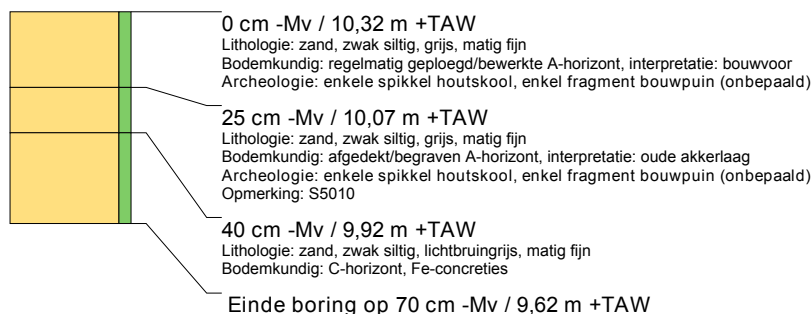 0 cm -Mv / 10,32 m +TAW
Lithologie: zand, zwak siltig, grijs, matig fijn
Bodemkundig: regelmatig geploegd/bewerkte A-horizont, interpretatie: bouwvoor
Archeologie: enkele spikkel houtskool, enkel fragment bouwpuin (onbepaald)
25 cm -Mv / 10,07 m +TAW
Lithologie: zand, zwak siltig, grijs, matig fijn
Bodemkundig: afgedekt/begraven A-horizont, interpretatie: oude akkerlaag
Archeologie: enkele spikkel houtskool, enkel fragment bouwpuin (onbepaald)
Opmerking: S5010
40 cm -Mv / 9,92 m +TAW
Lithologie: zand, zwak siltig, lichtbruingrijs, matig fijn
Bodemkundig: C-horizont, Fe-concreties
Einde boring op 70 cm -Mv / 9,62 m +TAW